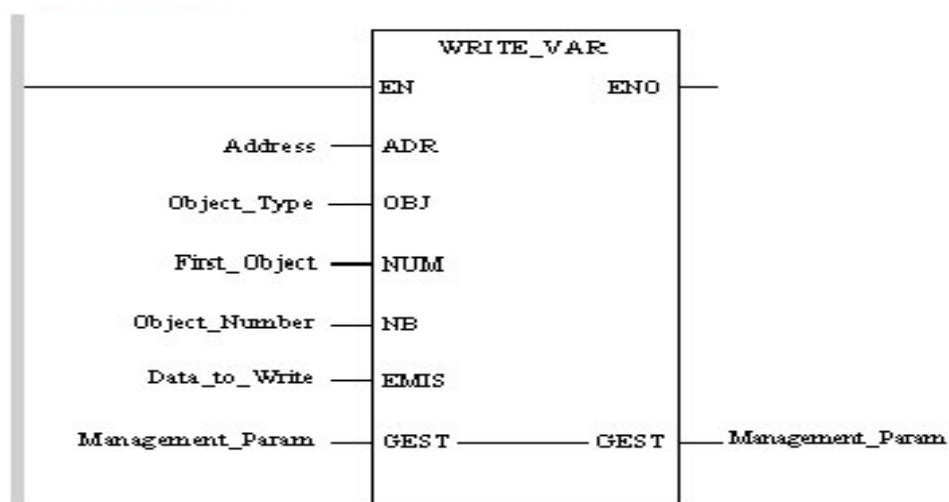 WRITE_VAR
EN ENO
Address ADR
Object_Type OBJ
First_Object NUM
Object_Number NB
Data_to_Write EMIS
Management_Param GEST GEST Management_Param